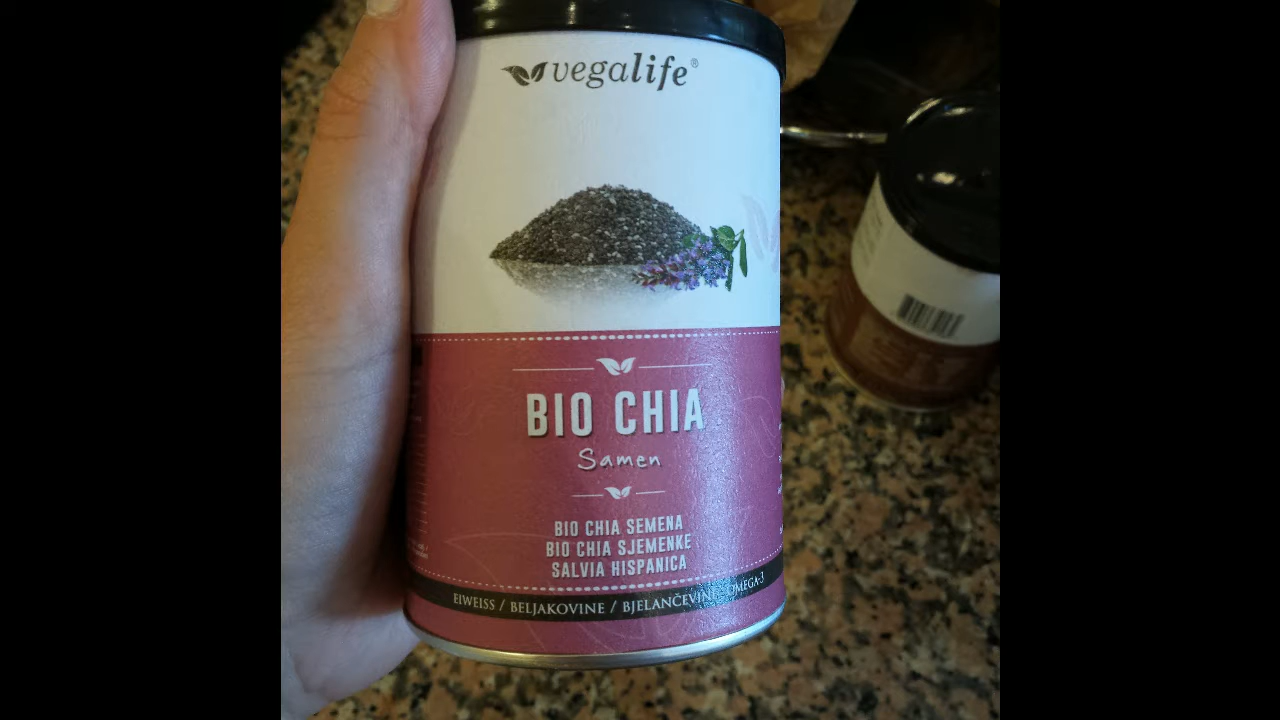 vegalife®
BIO CHIA
Samen
BIO CHIA SEMENA
BIO CHIA SJEMENKE
SALVIA HISPANICA
EIWEISS / BELJAKOVINE / BJELANČEVINE OMEGA-3